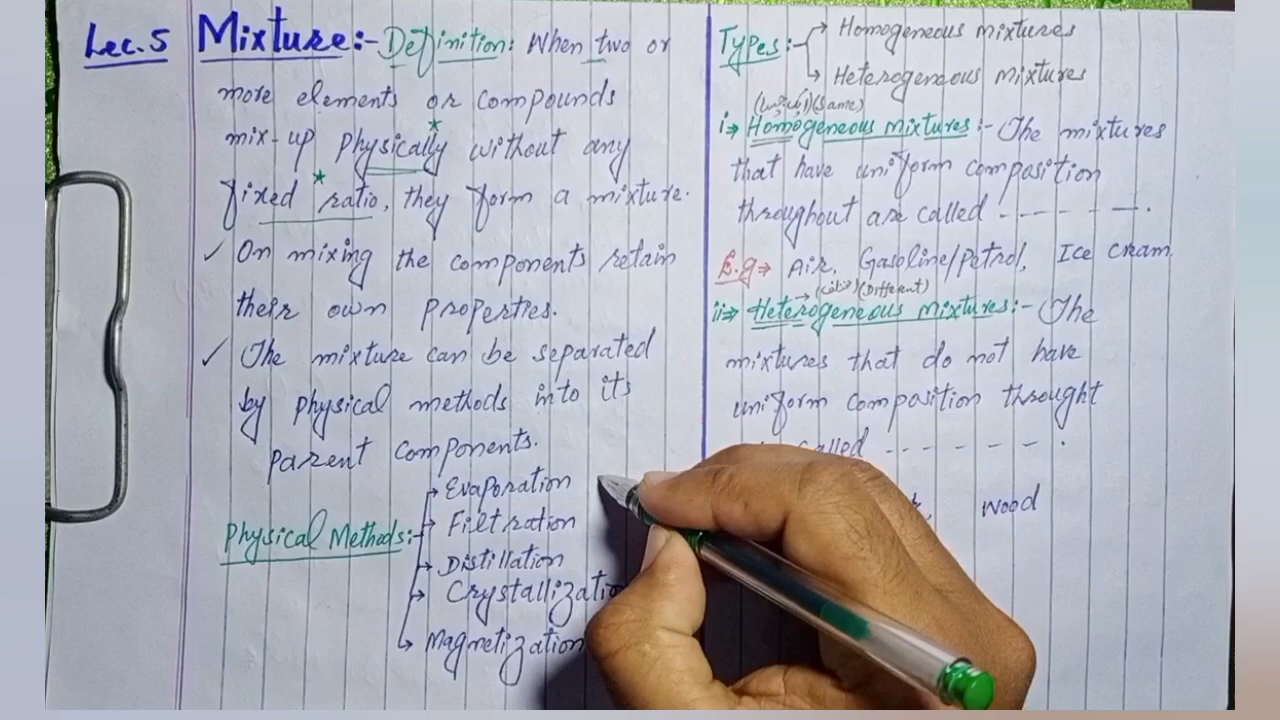 Lec. 5 Mixture:- Definition: When two or
more elements or compounds
mix-up physically without any
fixed ratio, they form a mixture.
✓ On mixing the components retain
their own properties.
✓ The mixture can be separated
by physical methods into its
parent components.
Physical Methods:-
→ Evaporation
→ Filtration
→ Distillation
→ Crystallization
→ Magnetization
Types:-
→ Homogeneous mixtures
→ Heterogeneous mixtures
(Same)
i⇒ Homogeneous mixtures:- The mixtures
that have uniform composition
throughout are called ------.
E.g⇒ Air, Gasoline/Petrol, Ice cream
(Different)
ii⇒ Heterogeneous mixtures:- The
mixtures that do not have
uniform composition throught
called ------.
wood